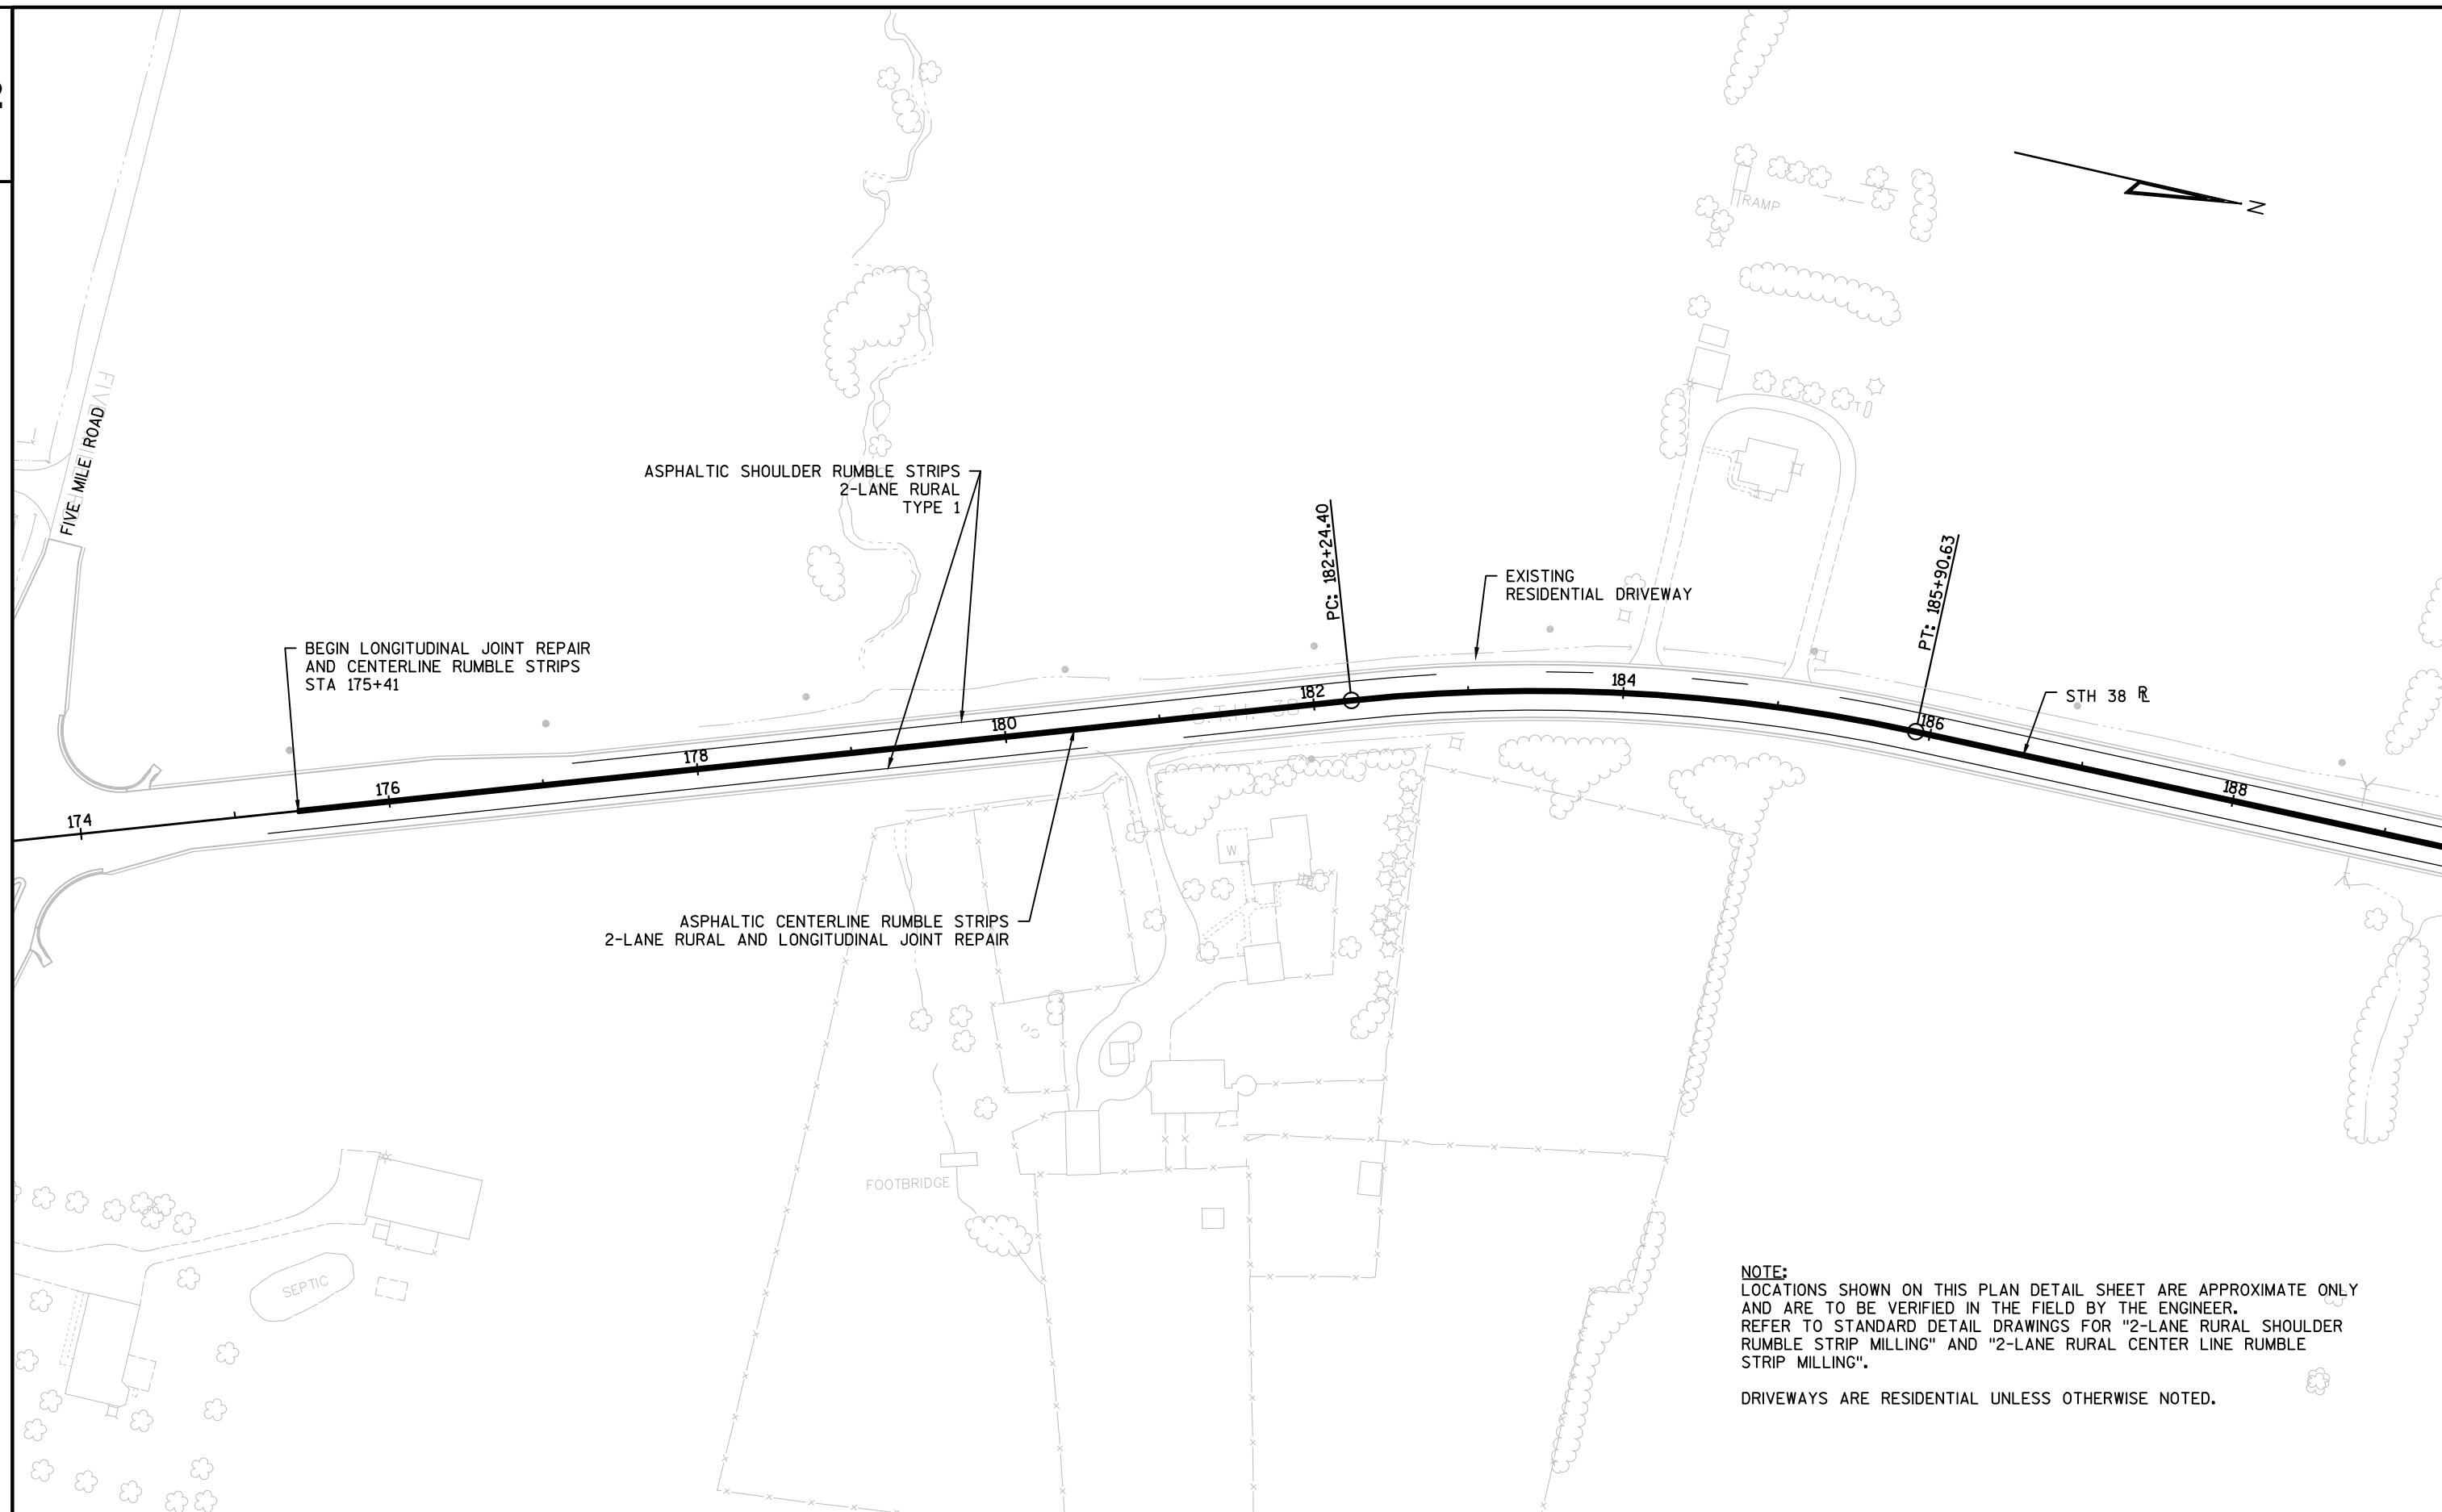 RAMP
FIVE MILE ROAD
ASPHALTIC SHOULDER RUMBLE STRIPS
2-LANE RURAL
TYPE 1
PC: 182+24.40
EXISTING
RESIDENTIAL DRIVEWAY
PT: 185+90.63
BEGIN LONGITUDINAL JOINT REPAIR
AND CENTERLINE RUMBLE STRIPS
STA 175+41
STH 38 R
174
176
178
180
182
184
186
188
S.T.H. 38
W
ASPHALTIC CENTERLINE RUMBLE STRIPS
2-LANE RURAL AND LONGITUDINAL JOINT REPAIR
FOOTBRIDGE
SEPTIC
N
NOTE:
LOCATIONS SHOWN ON THIS PLAN DETAIL SHEET ARE APPROXIMATE ONLY
AND ARE TO BE VERIFIED IN THE FIELD BY THE ENGINEER.
REFER TO STANDARD DETAIL DRAWINGS FOR "2-LANE RURAL SHOULDER
RUMBLE STRIP MILLING" AND "2-LANE RURAL CENTER LINE RUMBLE
STRIP MILLING".
DRIVEWAYS ARE RESIDENTIAL UNLESS OTHERWISE NOTED.